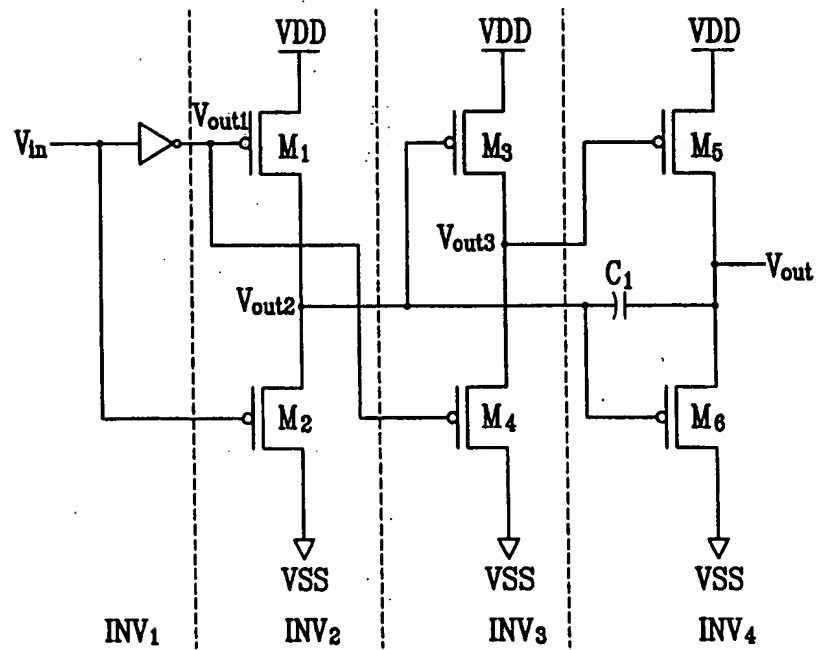 VDD VDD VDD
Vout1
Vin M1 M3 M5
Vout3
Vout
C1
Vout2
M2 M4 M6
VSS VSS VSS
INV1 INV2 INV3 INV4